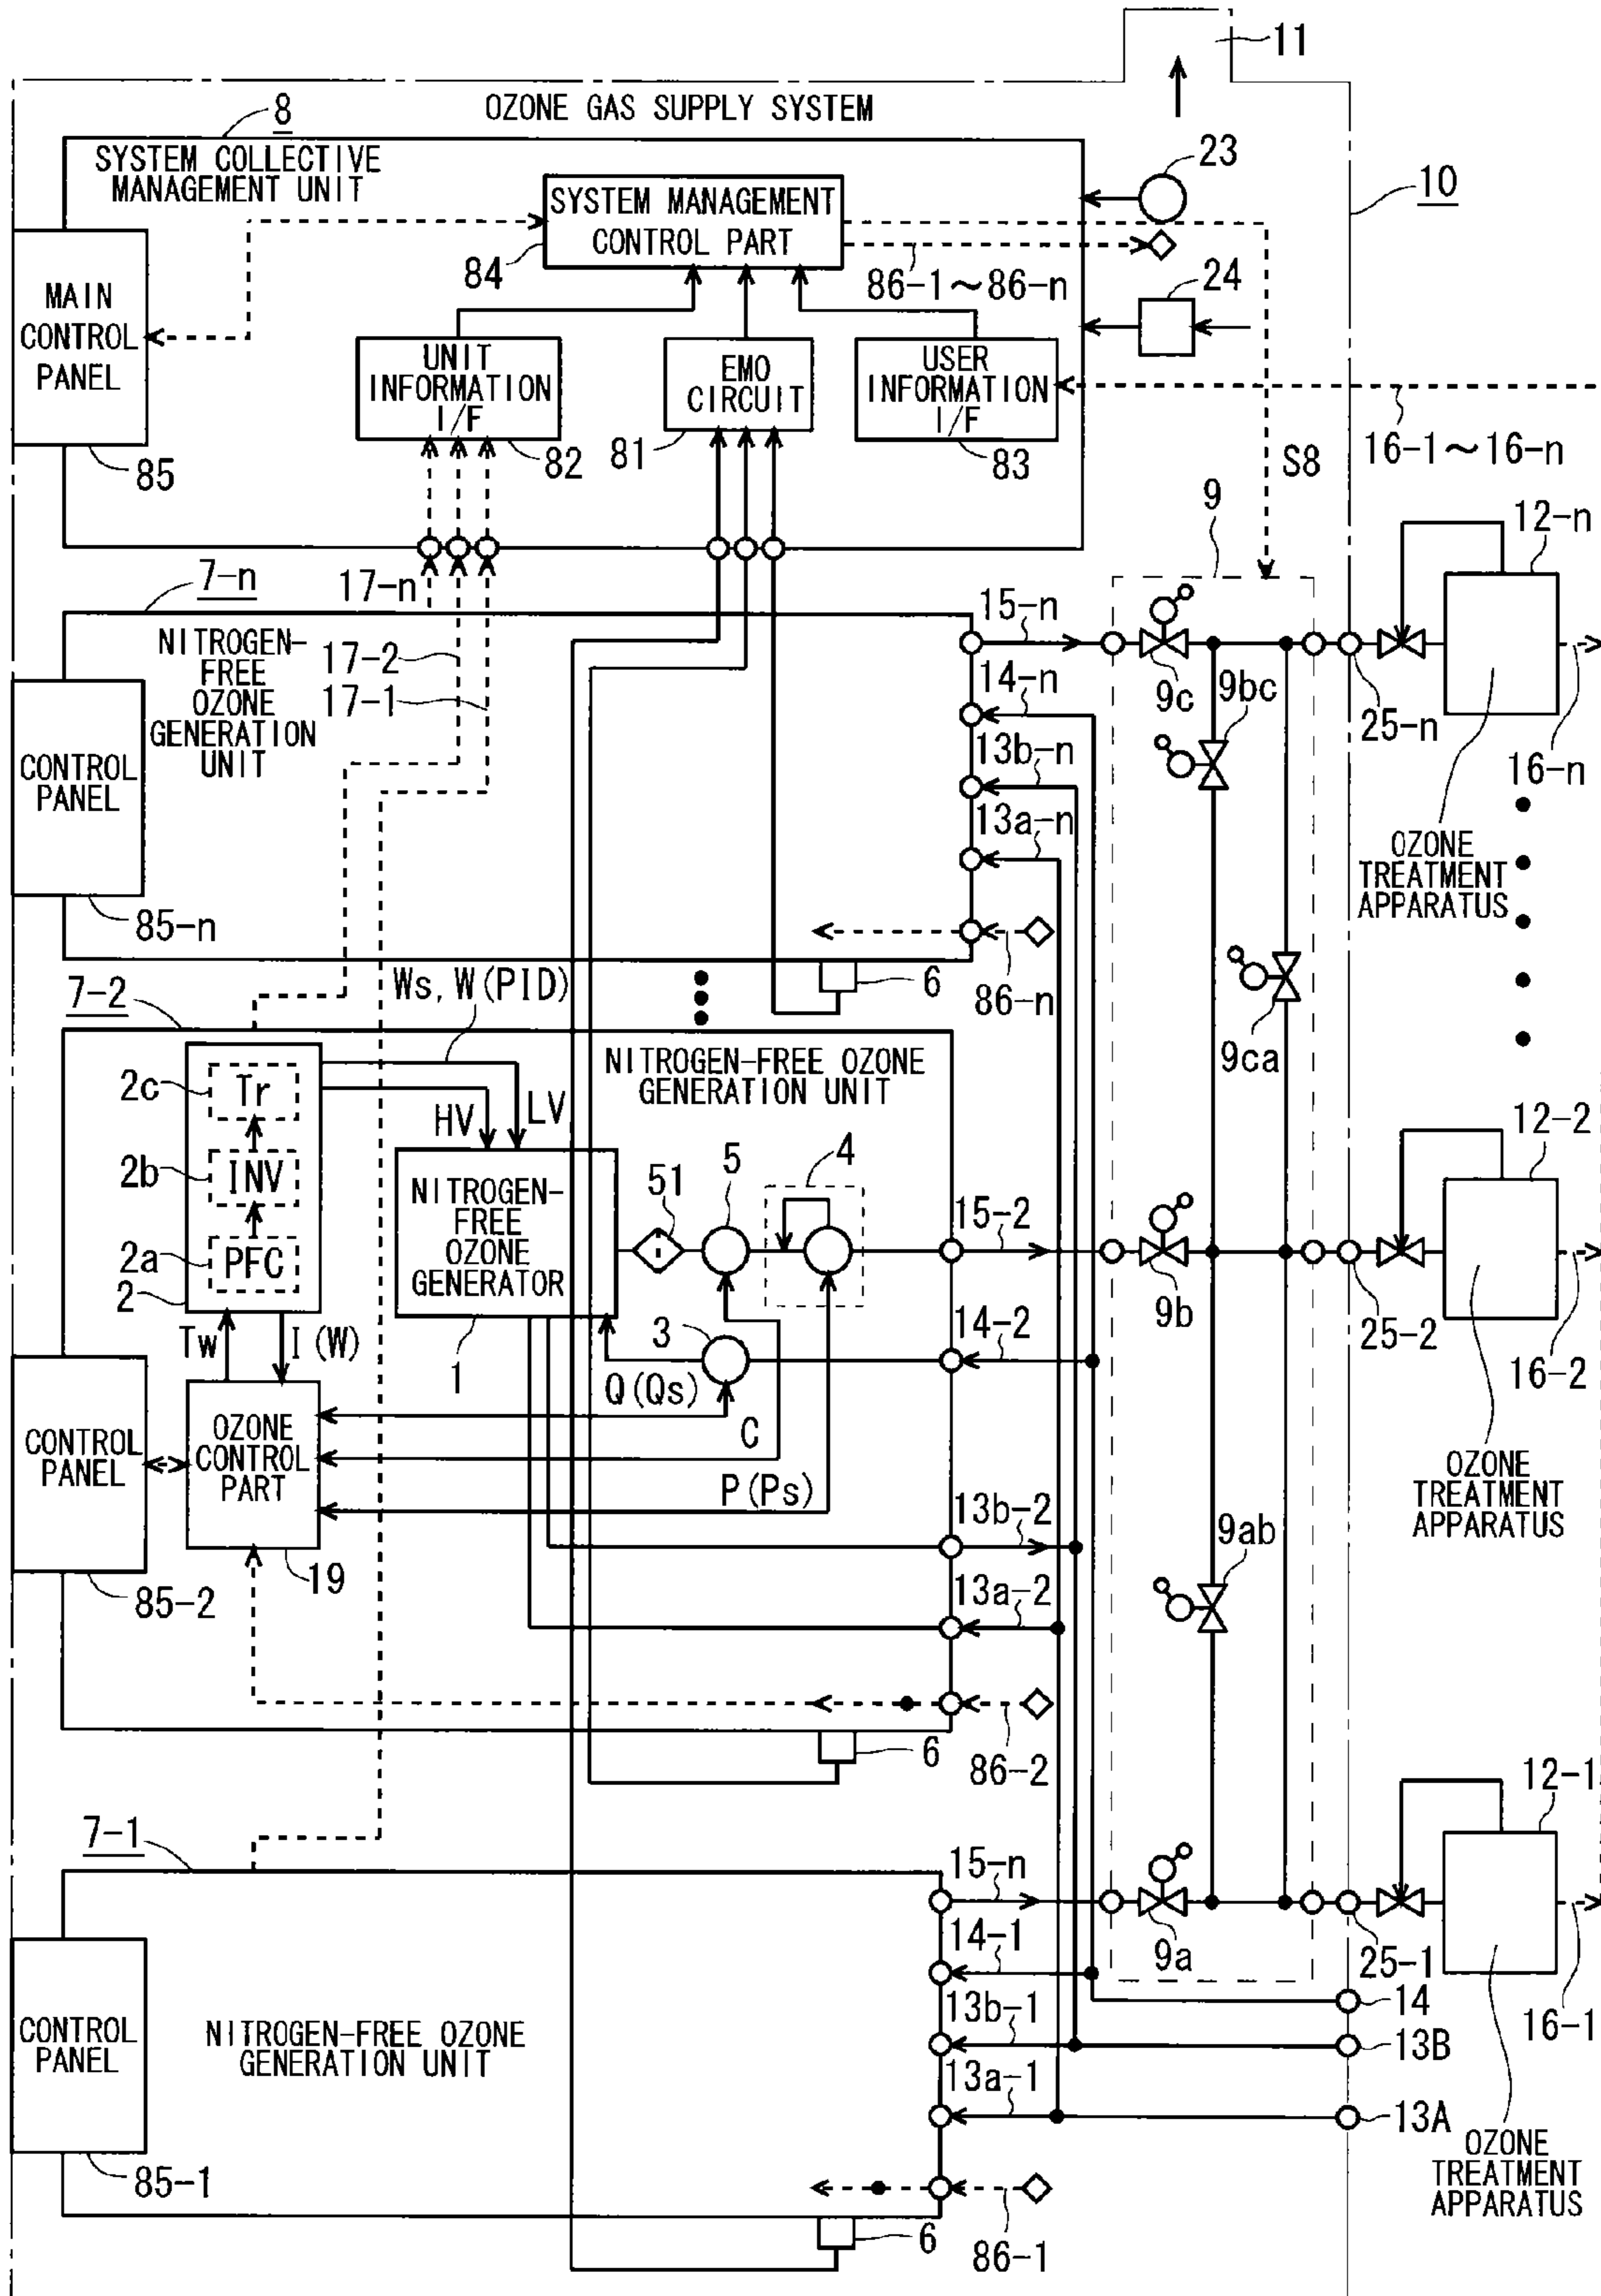 11
OZONE GAS SUPPLY SYSTEM
8
SYSTEM COLLECTIVE
MANAGEMENT UNIT
23
10
SYSTEM MANAGEMENT
CONTROL PART
84
86-1～86-n
24
MAIN
CONTROL
PANEL
85
UNIT
INFORMATION
I/F
82
EMO
CIRCUIT
81
USER
INFORMATION
I/F
83
16-1～16-n
S8
9
12-n
7-n
17-n
NITROGEN-
FREE
OZONE
GENERATION
UNIT
17-2
17-1
15-n
14-n
13b-n
13a-n
9c
9bc
25-n
16-n
CONTROL
PANEL
85-n
OZONE
TREATMENT
APPARATUS
6
86-n
9ca
7-2
Ws, W(PID)
NITROGEN-FREE OZONE
GENERATION UNIT
2c
Tr
2b
INV
2a
PFC
2
HV
LV
NITROGEN-
FREE
OZONE
GENERATOR
1
51
5
4
3
15-2
14-2
12-2
9b
25-2
16-2
Tw
I(W)
Q(Qs)
C
P(Ps)
CONTROL
PANEL
85-2
OZONE
CONTROL
PART
19
13b-2
13a-2
9ab
OZONE
TREATMENT
APPARATUS
6
86-2
7-1
15-n
14-1
13b-1
13a-1
12-1
9a
25-1
16-1
14
13B
13A
CONTROL
PANEL
85-1
NITROGEN-FREE OZONE
GENERATION UNIT
OZONE
TREATMENT
APPARATUS
6
86-1